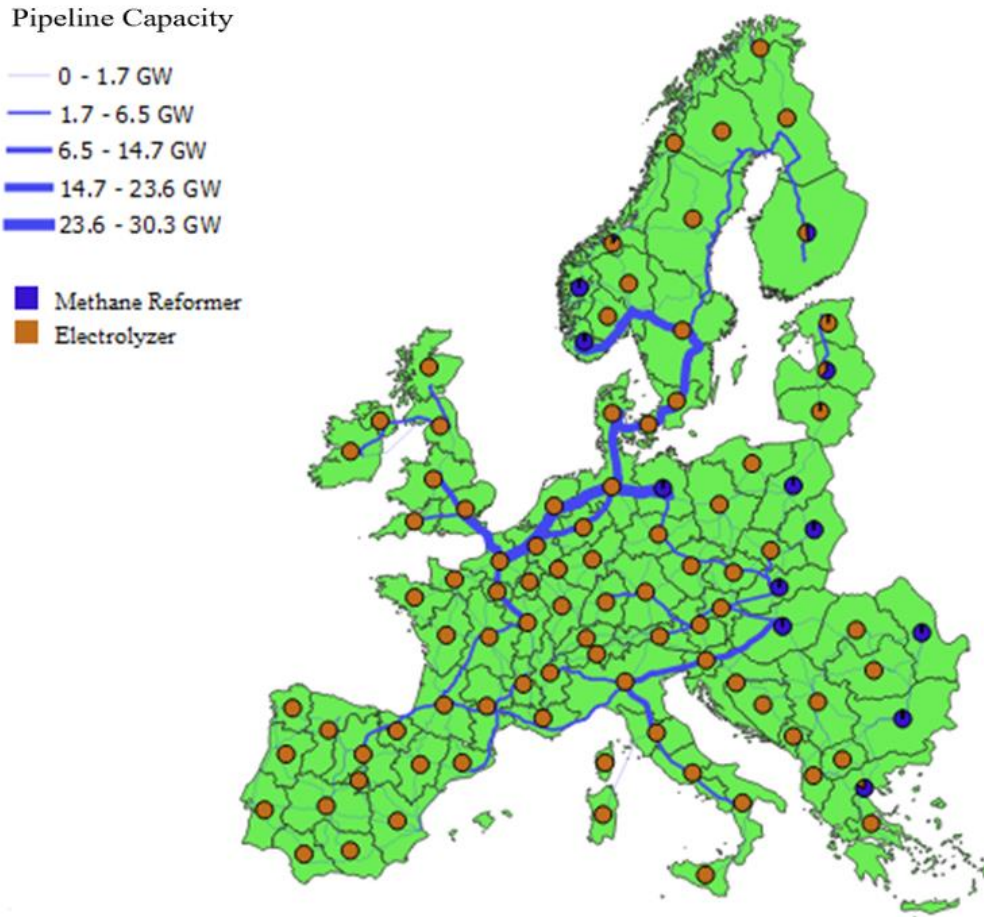 Pipeline Capacity
0 - 1.7 GW
1.7 - 6.5 GW
6.5 - 14.7 GW
14.7 - 23.6 GW
23.6 - 30.3 GW
Methane Reformer
Electrolyzer